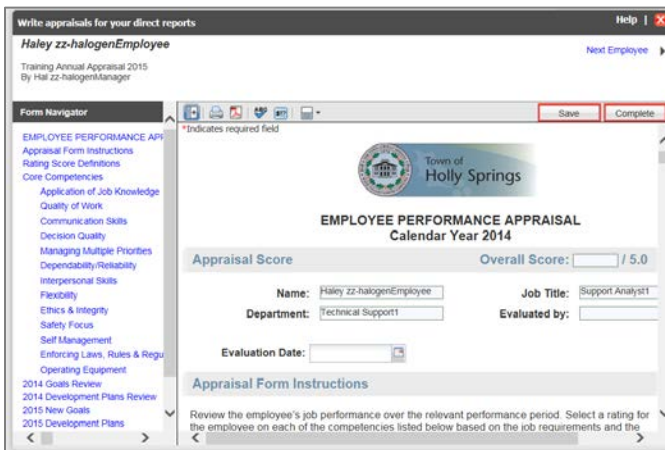 Write appraisals for your direct reports
Help |
Haley zz-halogenEmployee
Next Employee
Training Annual Appraisal 2015
By Hal zz-halogenManager
Form Navigator
Save
Complete
*Indicates required field
EMPLOYEE PERFORMANCE APP
Appraisal Form Instructions
Rating Score Definitions
Core Competencies
Application of Job Knowledge
Quality of Work
Communication Skills
Decision Quality
Managing Multiple Priorities
Dependability/Reliability
Interpersonal Skills
Flexibility
Ethics & Integrity
Safety Focus
Self Management
Enforcing Laws, Rules & Regu
Operating Equipment
2014 Goals Review
2014 Development Plans Review
2015 New Goals
2015 Development Plans
Town of
Holly Springs
EMPLOYEE PERFORMANCE APPRAISAL
Calendar Year 2014
Appraisal Score
Overall Score: / 5.0
Name: Haley zz-halogenEmployee
Job Title: Support Analyst1
Department: Technical Support1
Evaluated by:
Evaluation Date:
Appraisal Form Instructions
Review the employee's job performance over the relevant performance period. Select a rating for
the employee on each of the competencies listed below based on the job requirements and the